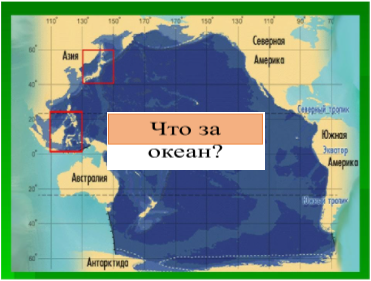 110° 130° 150° 170° 170° 150° 130° 110° 90° 70°
Северная
Америка
60°
Азия
40°
Северный тропик
20°
Что за
океан?
Южная
Америка
Экватор
0°
Австралия
Южный тропик
20°
40°
60°
Антарктида